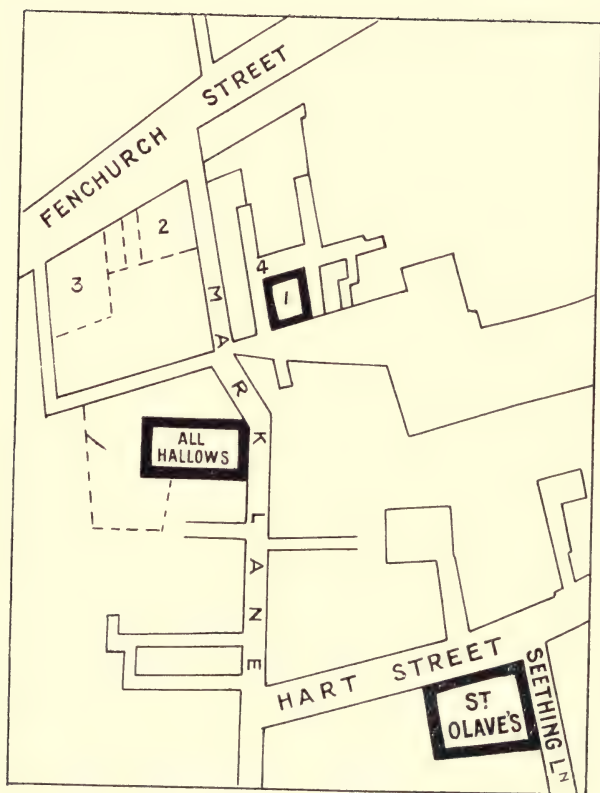 FENCHURCH STREET
2
3
4
1
MARK LANE
ALL
HALLOWS
HART STREET
SEETHING LN
ST
OLAVE'S